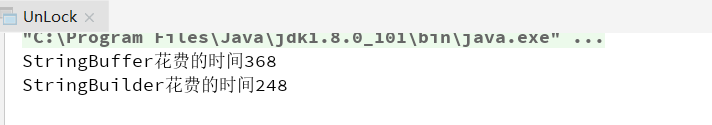 UnLock
"C:\Program Files\Java\jdk1.8.0_101\bin\java.exe" ...
StringBuffer花费的时间368
StringBuilder花费的时间248